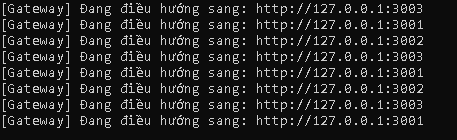 [Gateway] Đang điều hướng sang: http://127.0.0.1:3003
[Gateway] Đang điều hướng sang: http://127.0.0.1:3001
[Gateway] Đang điều hướng sang: http://127.0.0.1:3002
[Gateway] Đang điều hướng sang: http://127.0.0.1:3003
[Gateway] Đang điều hướng sang: http://127.0.0.1:3001
[Gateway] Đang điều hướng sang: http://127.0.0.1:3002
[Gateway] Đang điều hướng sang: http://127.0.0.1:3003
[Gateway] Đang điều hướng sang: http://127.0.0.1:3001